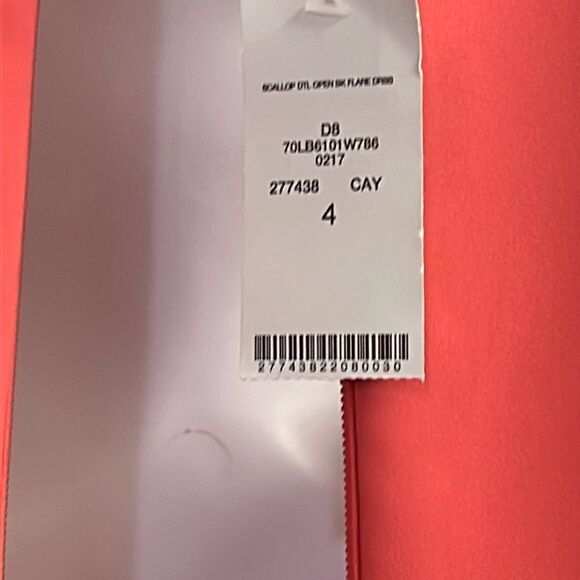 SCALLOP DTL OPEN BK FLARE DRSS
D8
70LB6101W786
0217
277438 CAY
4
27743822080030